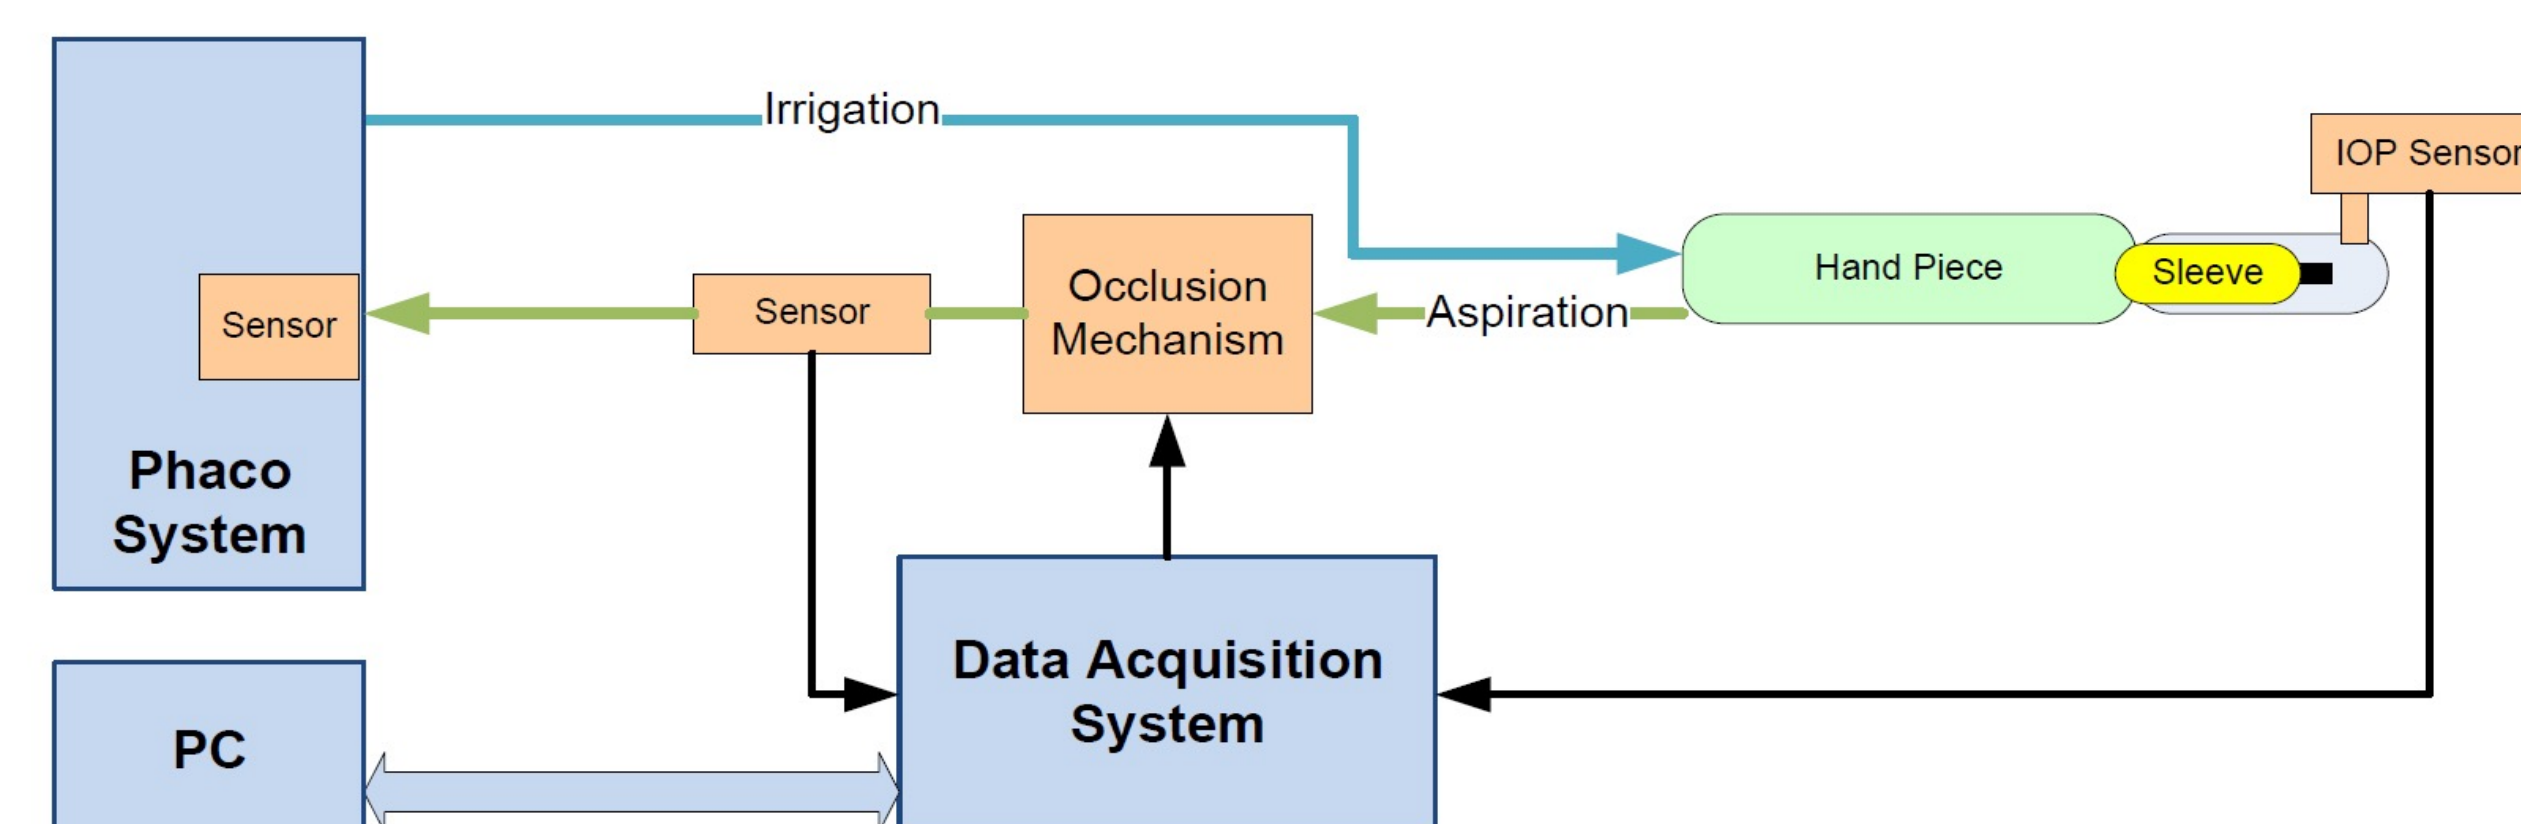 Irrigation
IOP Sensor
Occlusion
Mechanism
Hand Piece
Sleeve
Sensor
Sensor
Aspiration
Phaco
System
Data Acquisition
System
PC